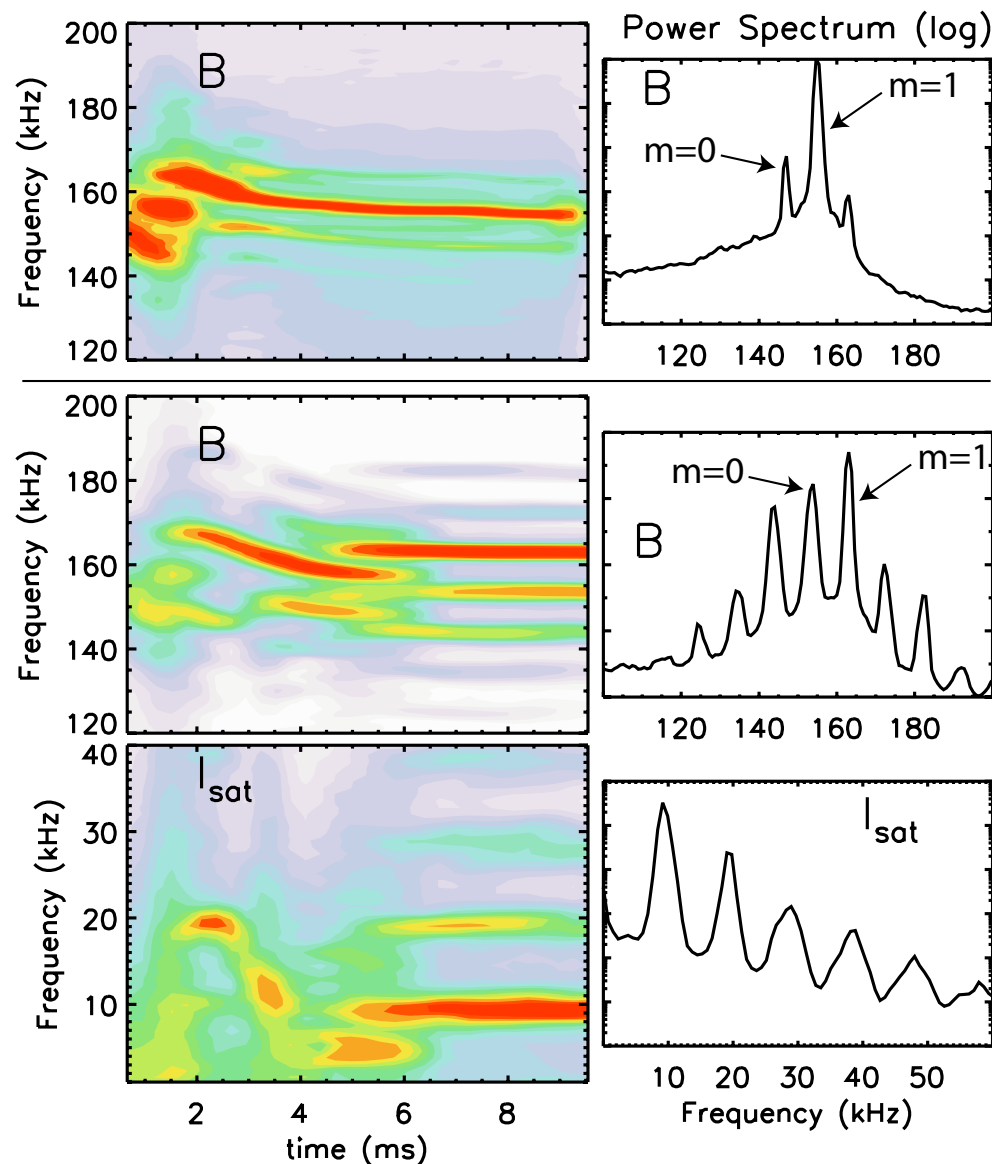 Power Spectrum (log)
200
180
160
140
120
Frequency (kHz)
B
B
m=1
m=0
120 140 160 180
200
180
160
140
120
Frequency (kHz)
B
m=0
m=1
B
120 140 160 180
40
30
20
10
Frequency (kHz)
Isat
2 4 6 8
time (ms)
Isat
10 20 30 40 50
Frequency (kHz)